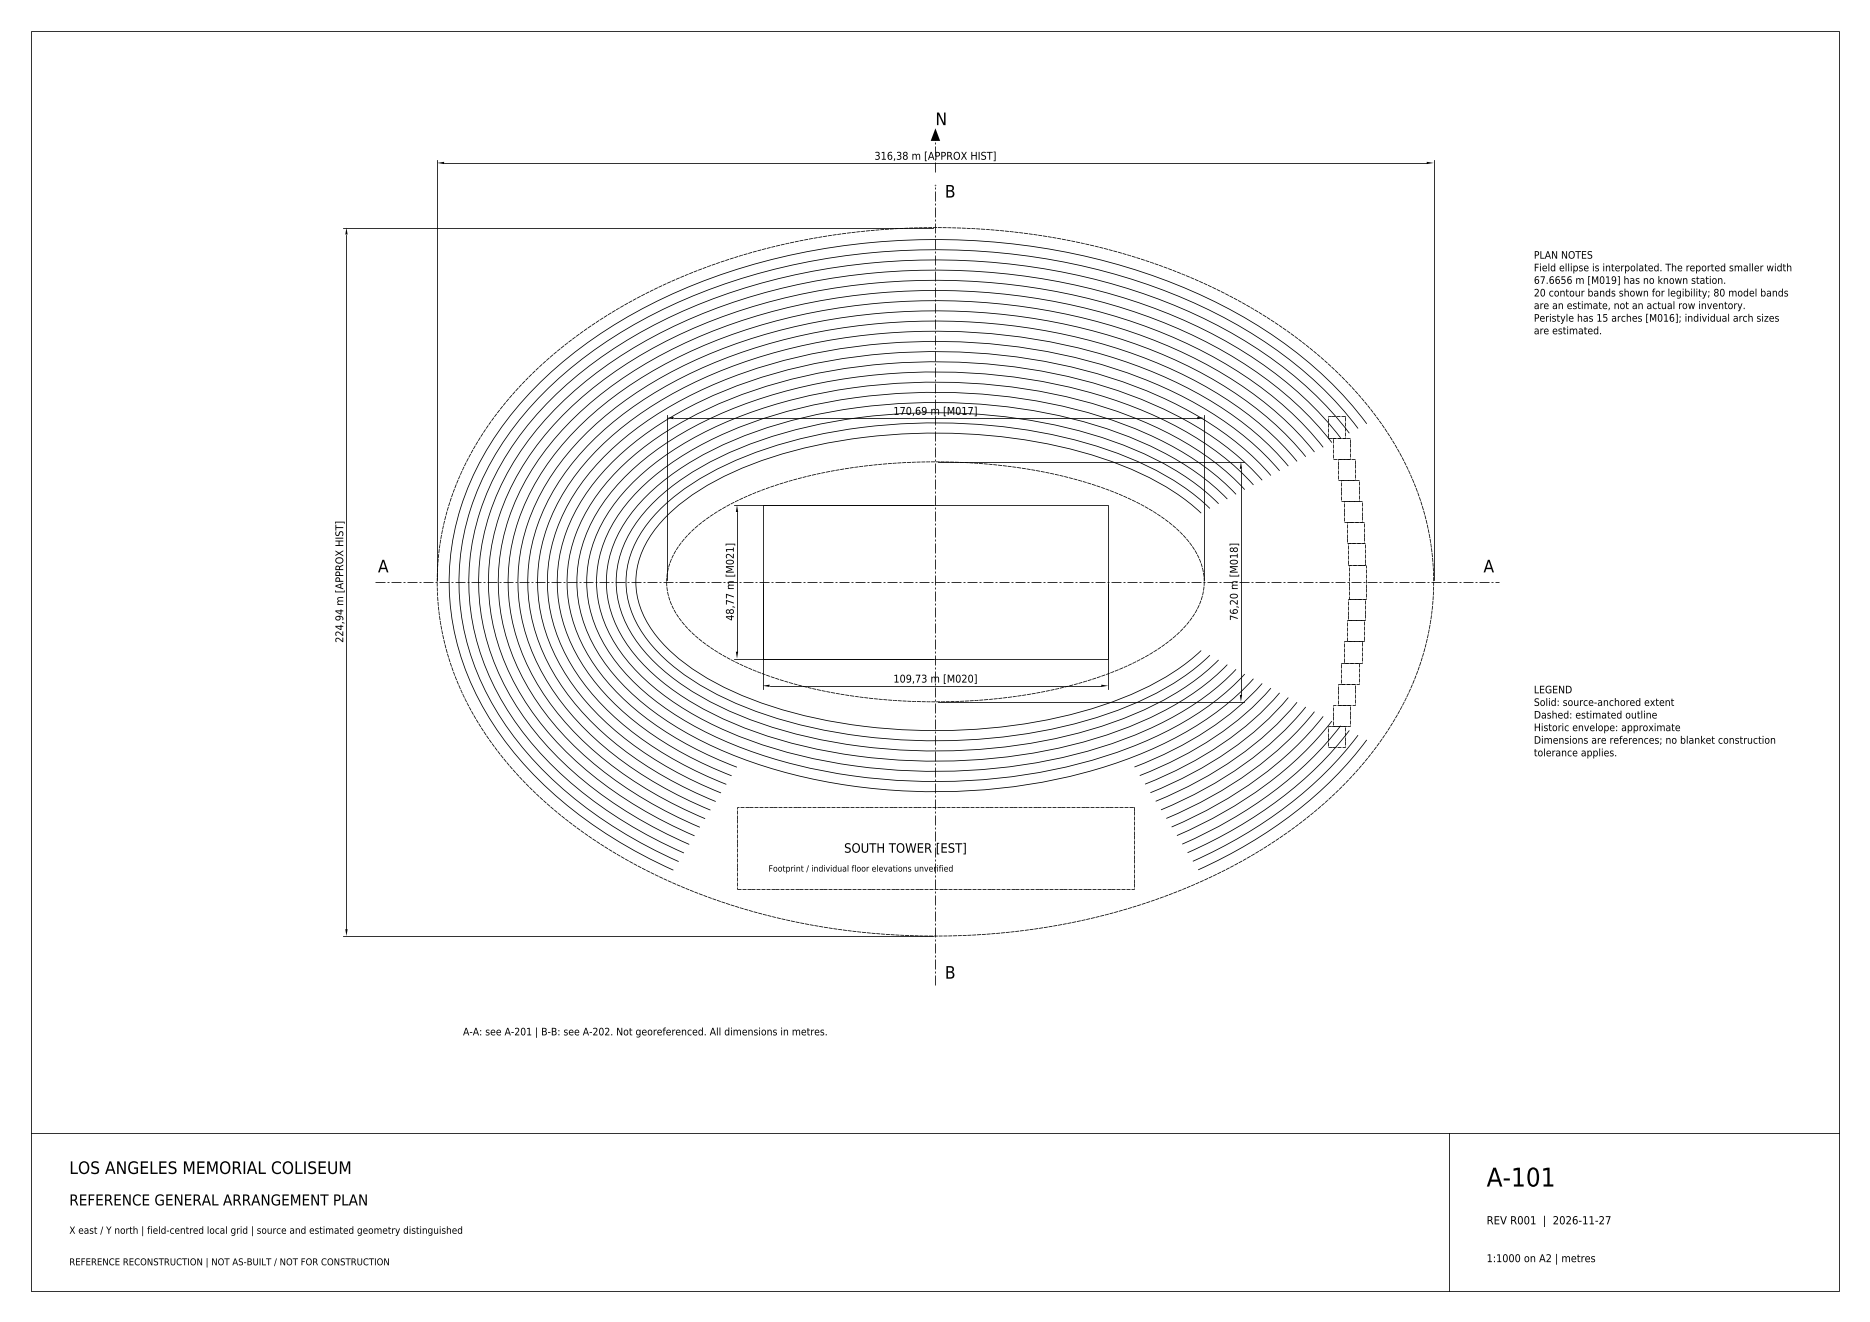 N
316,38 m [APPROX HIST]
B
PLAN NOTES
Field ellipse is interpolated. The reported smaller width
67.6656 m [M019] has no known station.
20 contour bands shown for legibility; 80 model bands
are an estimate, not an actual row inventory.
Peristyle has 15 arches [M016]; individual arch sizes
are estimated.
170,69 m [M017]
224,94 m [APPROX HIST]
A
48,77 m [M021]
76,20 m [M018]
A
109,73 m [M020]
LEGEND
Solid: source-anchored extent
Dashed: estimated outline
Historic envelope: approximate
Dimensions are references; no blanket construction
tolerance applies.
SOUTH TOWER [EST]
Footprint / individual floor elevations unverified
B
A-A: see A-201 | B-B: see A-202. Not georeferenced. All dimensions in metres.
LOS ANGELES MEMORIAL COLISEUM
REFERENCE GENERAL ARRANGEMENT PLAN
X east / Y north | field-centred local grid | source and estimated geometry distinguished
REFERENCE RECONSTRUCTION | NOT AS-BUILT / NOT FOR CONSTRUCTION
A-101
REV R001 | 2026-11-27
1:1000 on A2 | metres